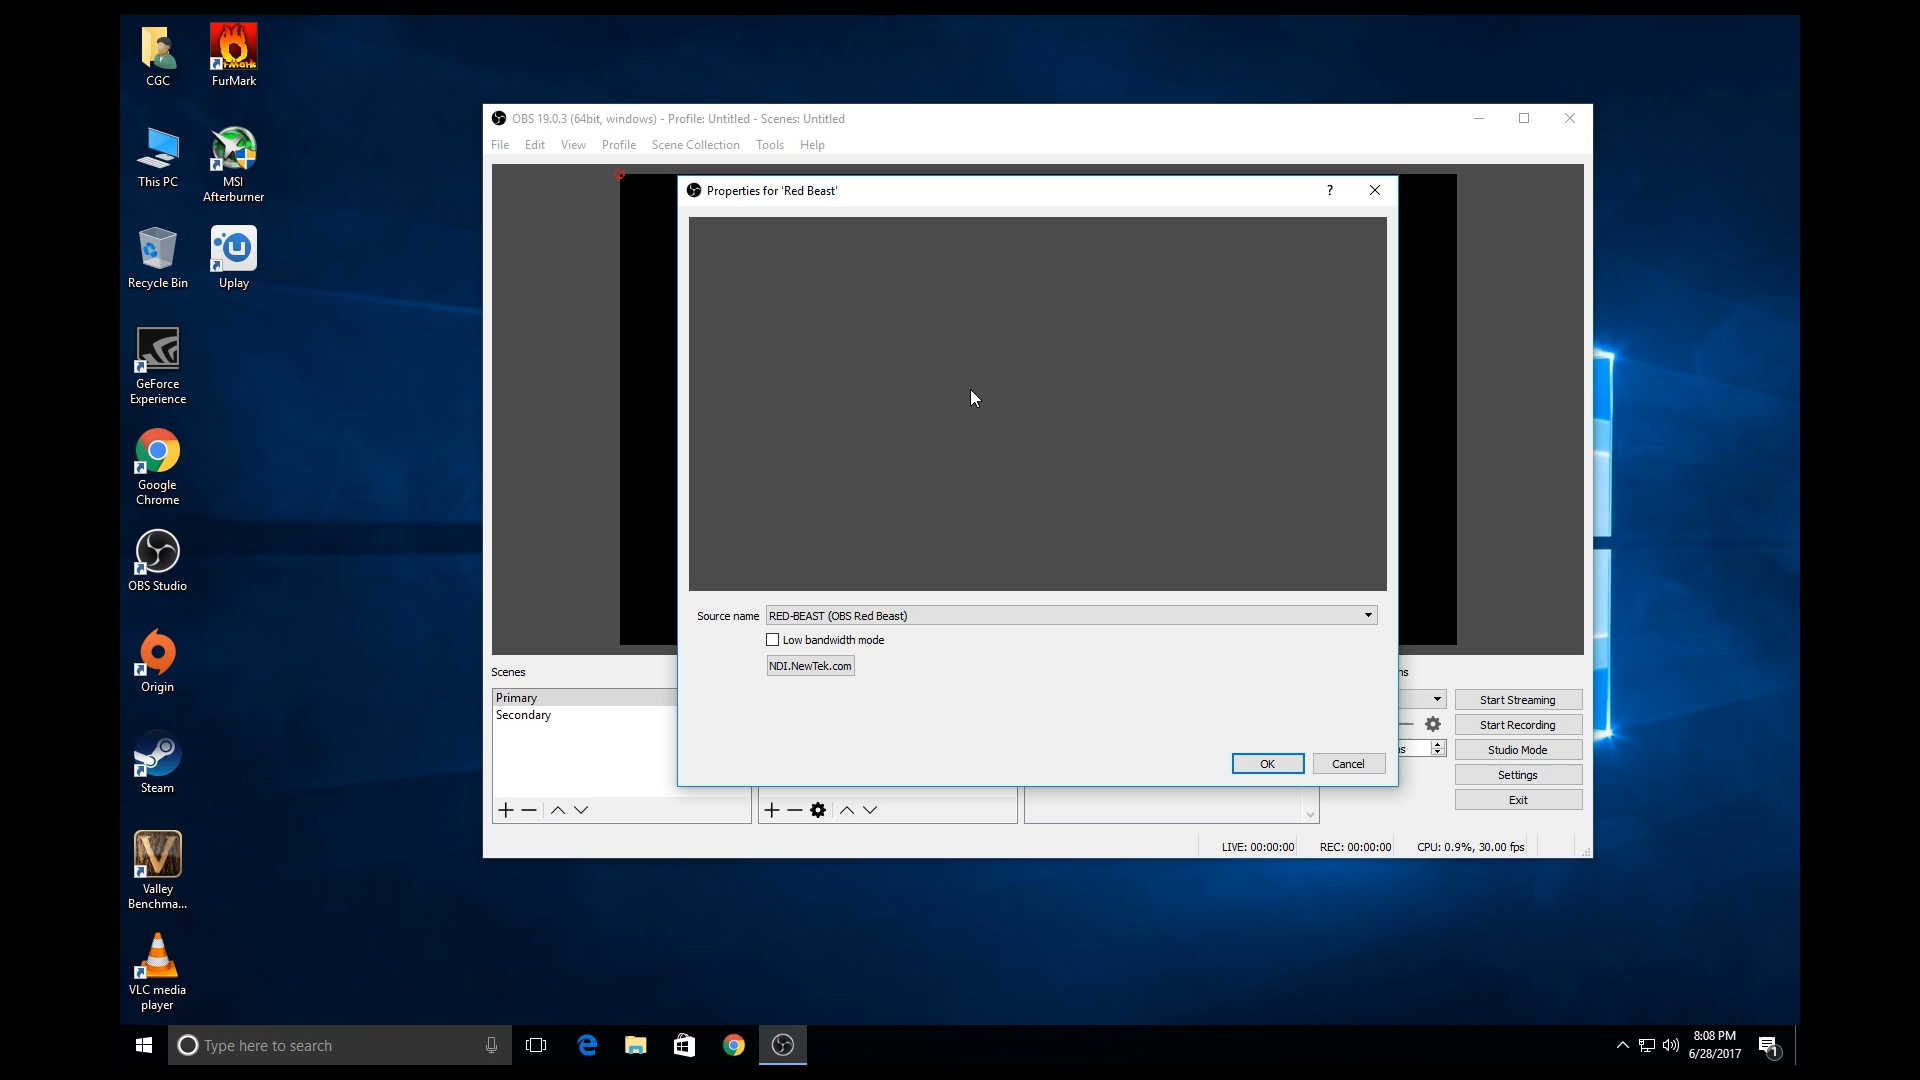 CGC
FurMark
This PC
MSI
Afterburner
Recycle Bin
Uplay
GeForce
Experience
Google
Chrome
OBS Studio
Origin
Steam
Valley
Benchma...
VLC media
player
OBS 19.0.3 (64bit, windows) - Profile: Untitled - Scenes: Untitled
File Edit View Profile Scene Collection Tools Help
Properties for 'Red Beast'
?
Source name RED-BEAST (OBS Red Beast)
Low bandwidth mode
NDI.NewTek.com
OK Cancel
Scenes
Primary
Secondary
ns
s
Start Streaming
Start Recording
Studio Mode
Settings
Exit
LIVE: 00:00:00 REC: 00:00:00 CPU: 0.9%, 30.00 fps
Type here to search
8:08 PM
6/28/2017
1